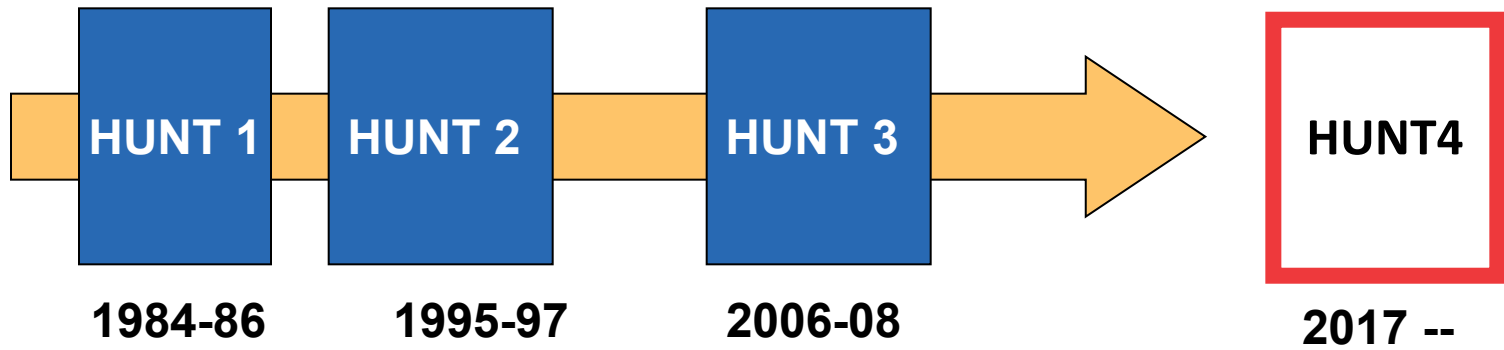 HUNT 1
HUNT 2
HUNT 3
HUNT4
1984-86
1995-97
2006-08
2017 --